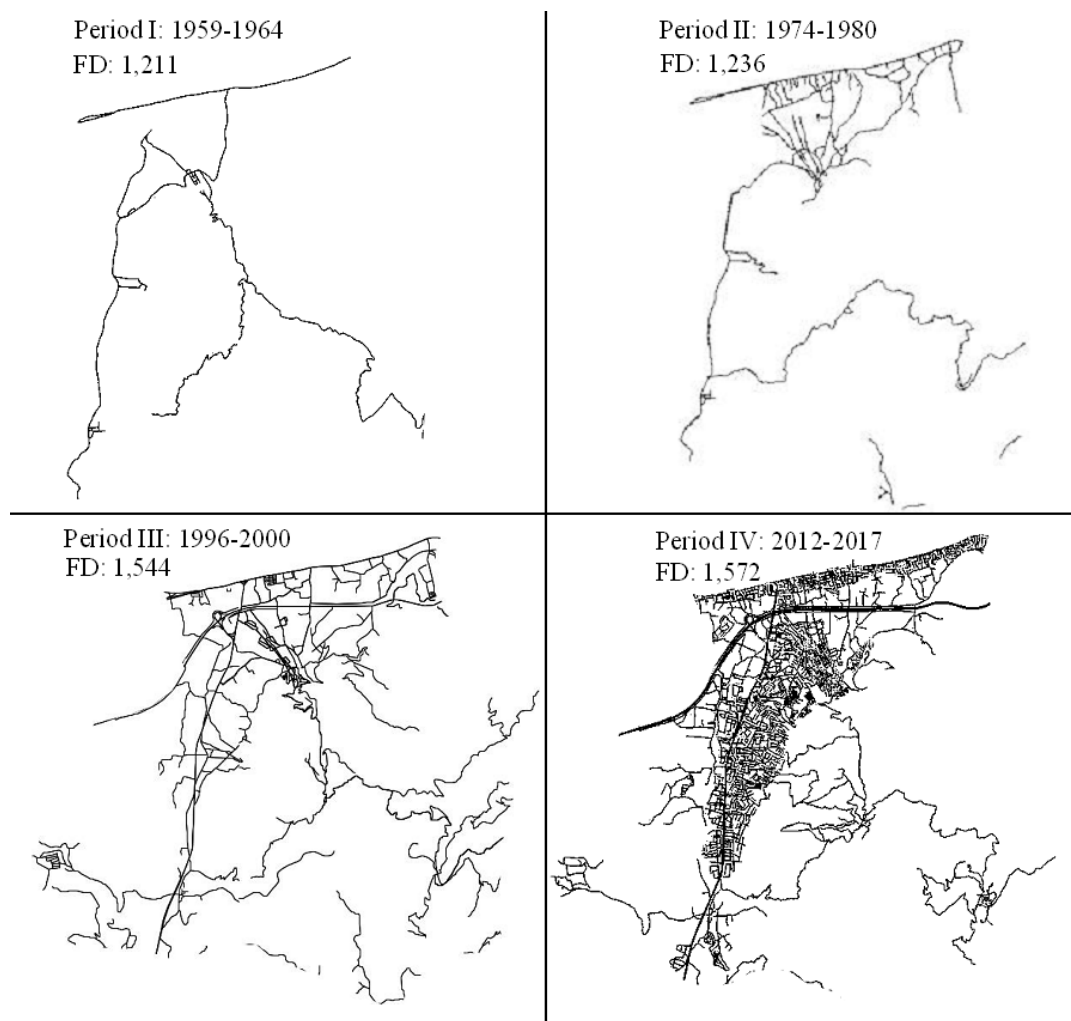 Period I: 1959-1964
FD: 1,211
Period II: 1974-1980
FD: 1,236
Period III: 1996-2000
FD: 1,544
Period IV: 2012-2017
FD: 1,572